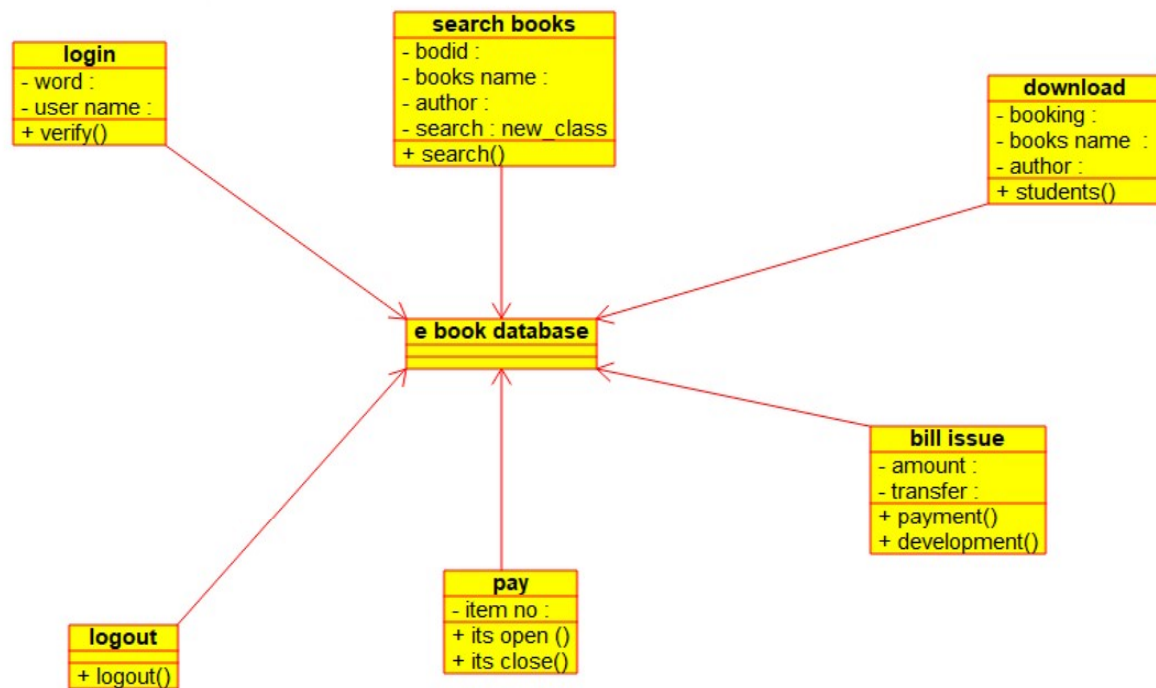 search books
- bodid :
- books name :
- author :
- search : new_class
+ search()
login
- word :
- user name :
+ verify()
download
- booking :
- books name  :
- author :
+ students()
e book database
bill issue
- amount :
- transfer :
+ payment()
+ development()
pay
- item no :
+ its open ()
+ its close()
logout
+ logout()